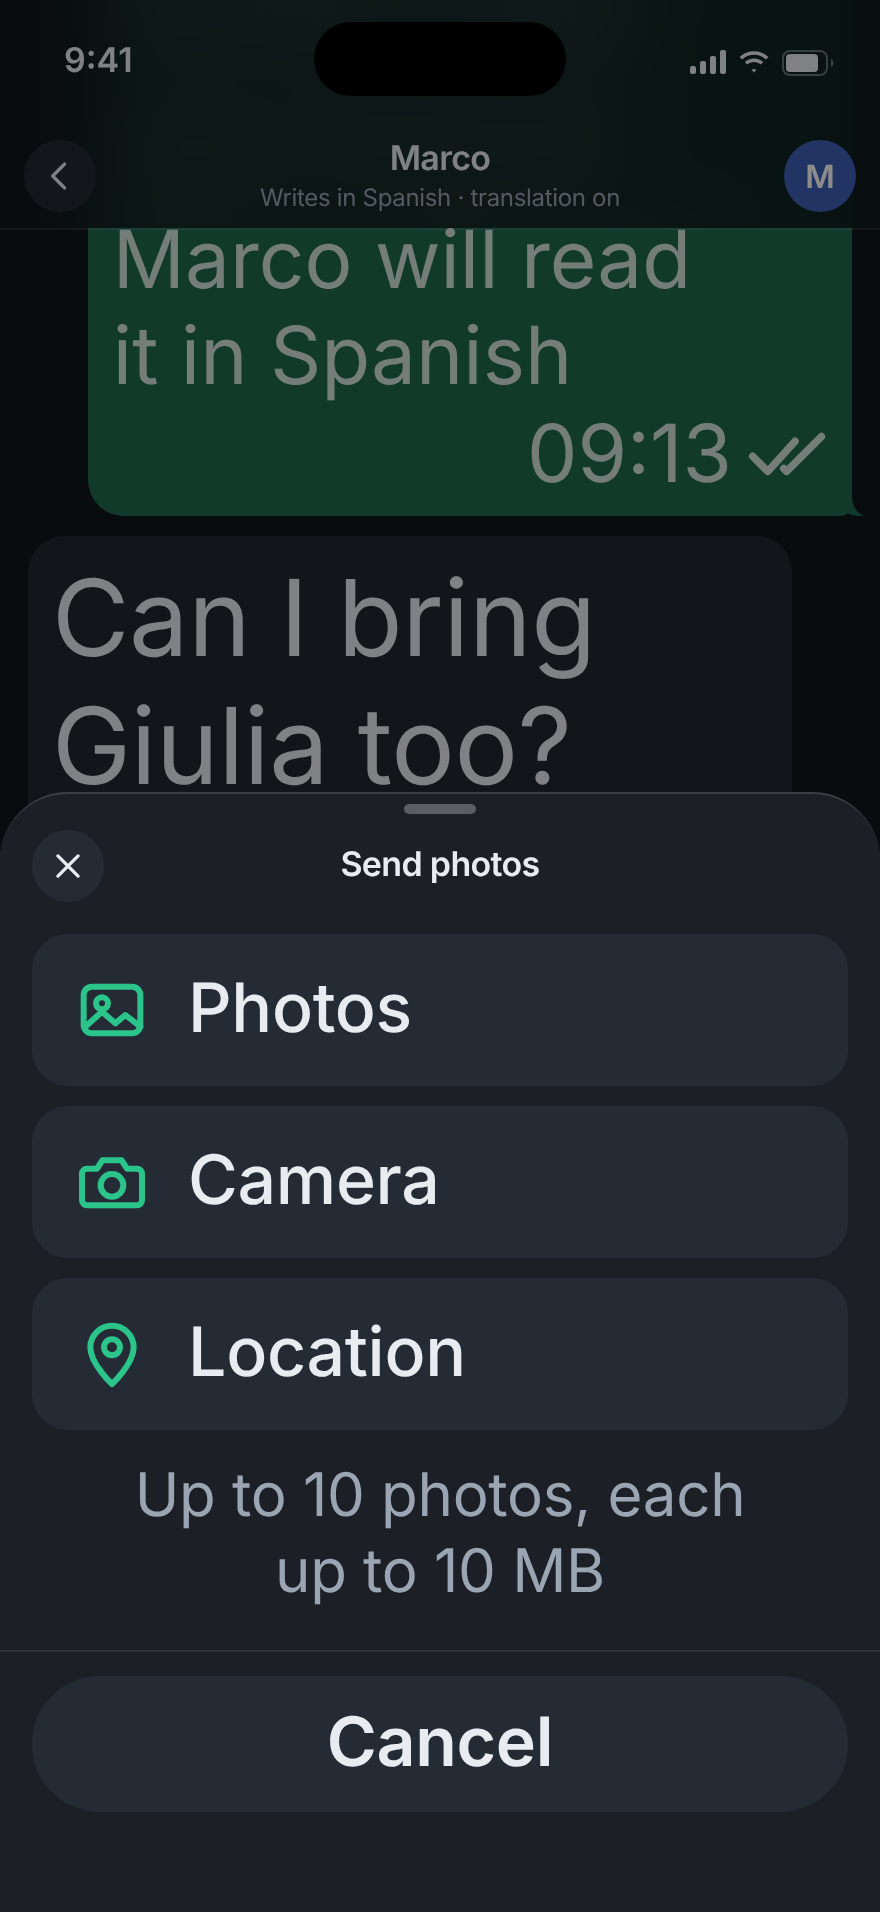 9:41
Marco
Writes in Spanish · translation on
M
Marco will read
it in Spanish
09:13
Can I bring
Giulia too?
Send photos
Photos
Camera
Location
Up to 10 photos, each
up to 10 MB
Cancel